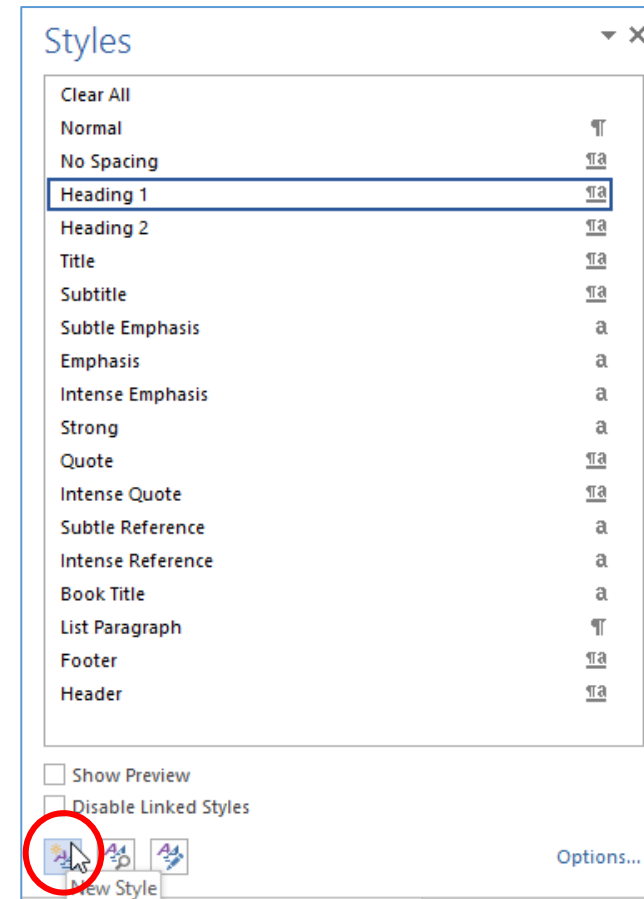 Styles
Clear All
Normal ¶
No Spacing ¶a
Heading 1 ¶a
Heading 2 ¶a
Title ¶a
Subtitle ¶a
Subtle Emphasis a
Emphasis a
Intense Emphasis a
Strong a
Quote ¶a
Intense Quote ¶a
Subtle Reference a
Intense Reference a
Book Title a
List Paragraph ¶
Footer ¶a
Header ¶a
Show Preview
Disable Linked Styles
Options...
New Style